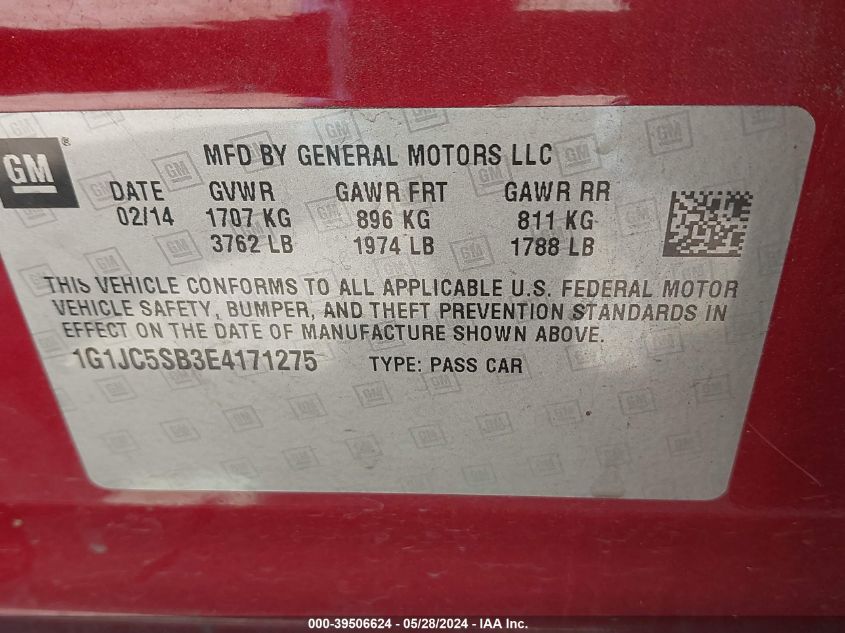 GM®
MFD BY GENERAL MOTORS LLC
DATE GVWR GAWR FRT GAWR RR
02/14 1707 KG 896 KG 811 KG
3762 LB 1974 LB 1788 LB
THIS VEHICLE CONFORMS TO ALL APPLICABLE U.S. FEDERAL MOTOR
VEHICLE SAFETY, BUMPER, AND THEFT PREVENTION STANDARDS IN
EFFECT ON THE DATE OF MANUFACTURE SHOWN ABOVE.
1G1JC5SB3E4171275 TYPE: PASS CAR
000-39506624 - 05/28/2024 - IAA Inc.